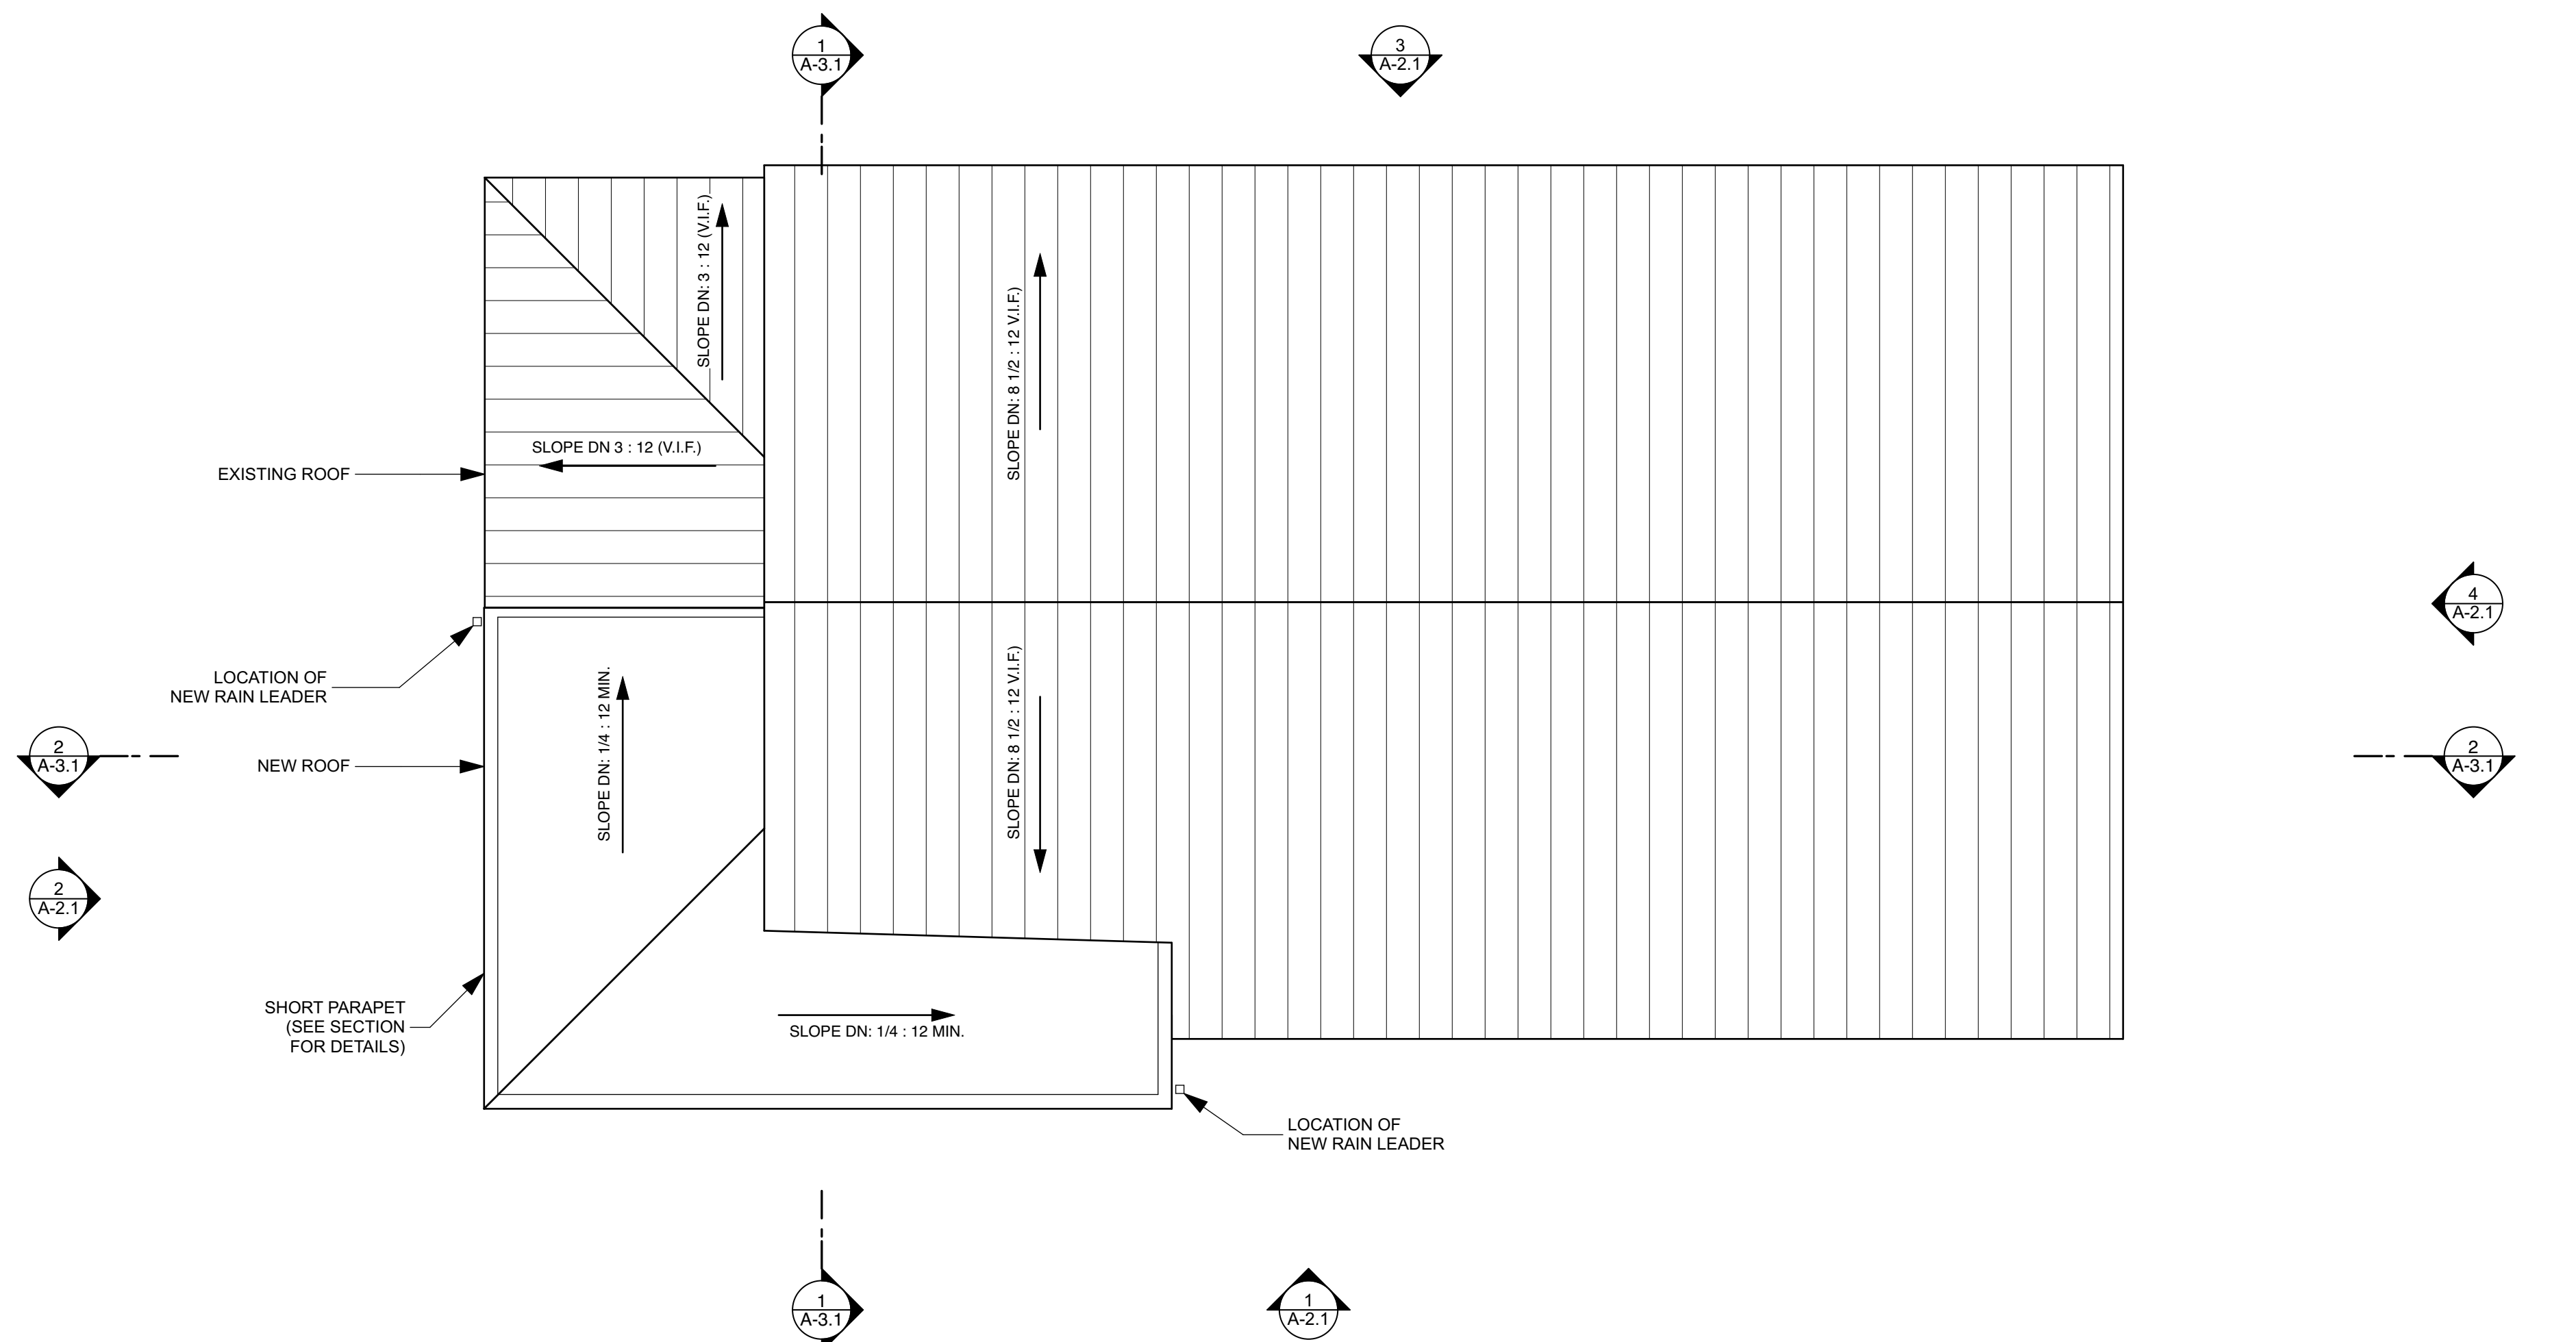 1
A-3.1
3
A-2.1
SLOPE DN: 3 : 12 (V.I.F.)
SLOPE DN: 8 1/2 : 12 V.I.F.)
SLOPE DN 3 : 12 (V.I.F.)
EXISTING ROOF
4
A-2.1
LOCATION OF
NEW RAIN LEADER
SLOPE DN: 1/4 : 12 MIN.
SLOPE DN: 8 1/2 : 12 V.I.F.)
2
A-3.1
NEW ROOF
2
A-3.1
2
A-2.1
SHORT PARAPET
(SEE SECTION
FOR DETAILS)
SLOPE DN: 1/4 : 12 MIN.
LOCATION OF
NEW RAIN LEADER
1
A-3.1
1
A-2.1